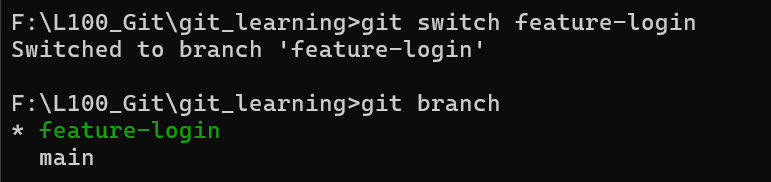 F:\L100_Git\git_learning>git switch feature-login
Switched to branch 'feature-login'
F:\L100_Git\git_learning>git branch
* feature-login
  main